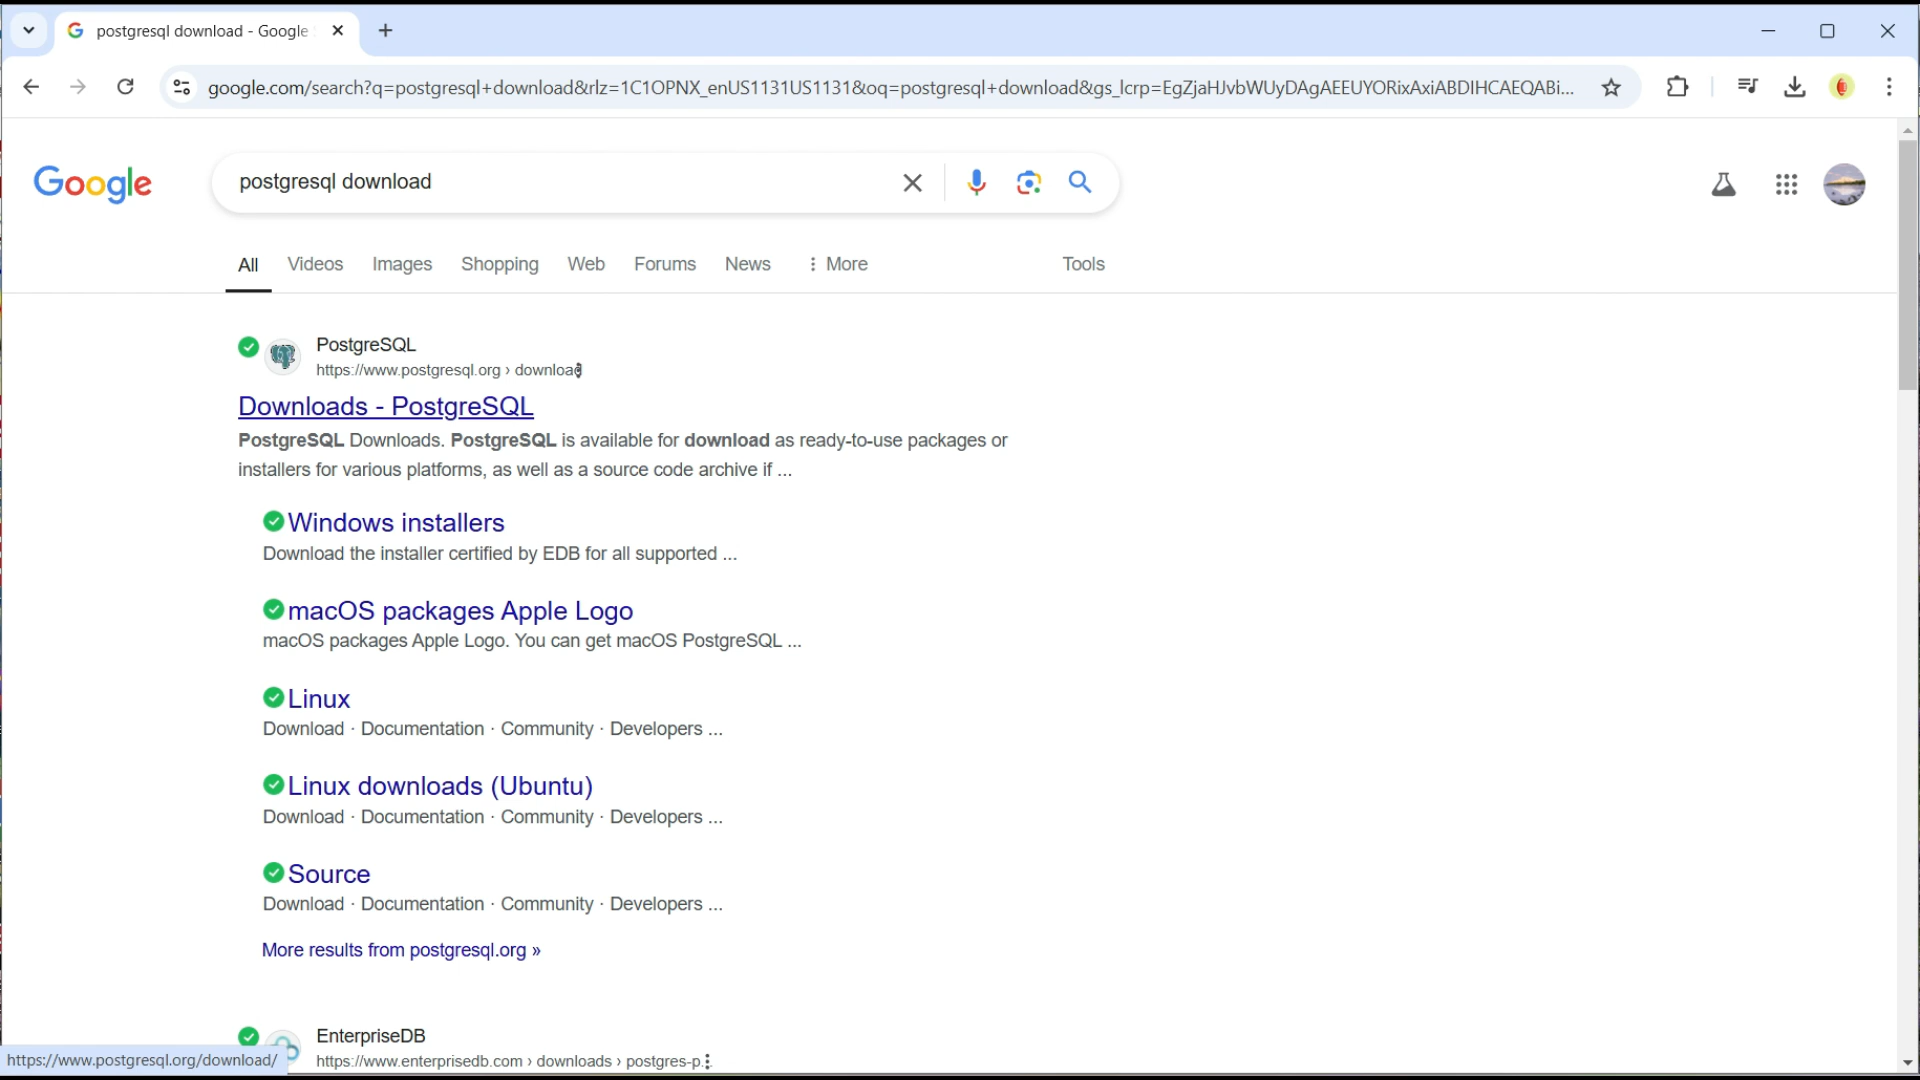 postgresql download - Google
google.com/search?q=postgresql+download&rlz=1C1OPNX_enUS1131US1131&oq=postgresql+download&gs_lcrp=EgZjaHJvbWUyDAgAEEUYORixAxiABDIHCAEQABi...
Google
postgresql download
All Videos Images Shopping Web Forums News More Tools
PostgreSQL
https://www.postgresql.org › download
Downloads - PostgreSQL
PostgreSQL Downloads. PostgreSQL is available for download as ready-to-use packages or
installers for various platforms, as well as a source code archive if ...
Windows installers
Download the installer certified by EDB for all supported ...
macOS packages Apple Logo
macOS packages Apple Logo. You can get macOS PostgreSQL ...
Linux
Download · Documentation · Community · Developers ...
Linux downloads (Ubuntu)
Download · Documentation · Community · Developers ...
Source
Download · Documentation · Community · Developers ...
More results from postgresql.org »
EnterpriseDB
https://www.enterprisedb.com › downloads › postgres-p...
https://www.postgresql.org/download/